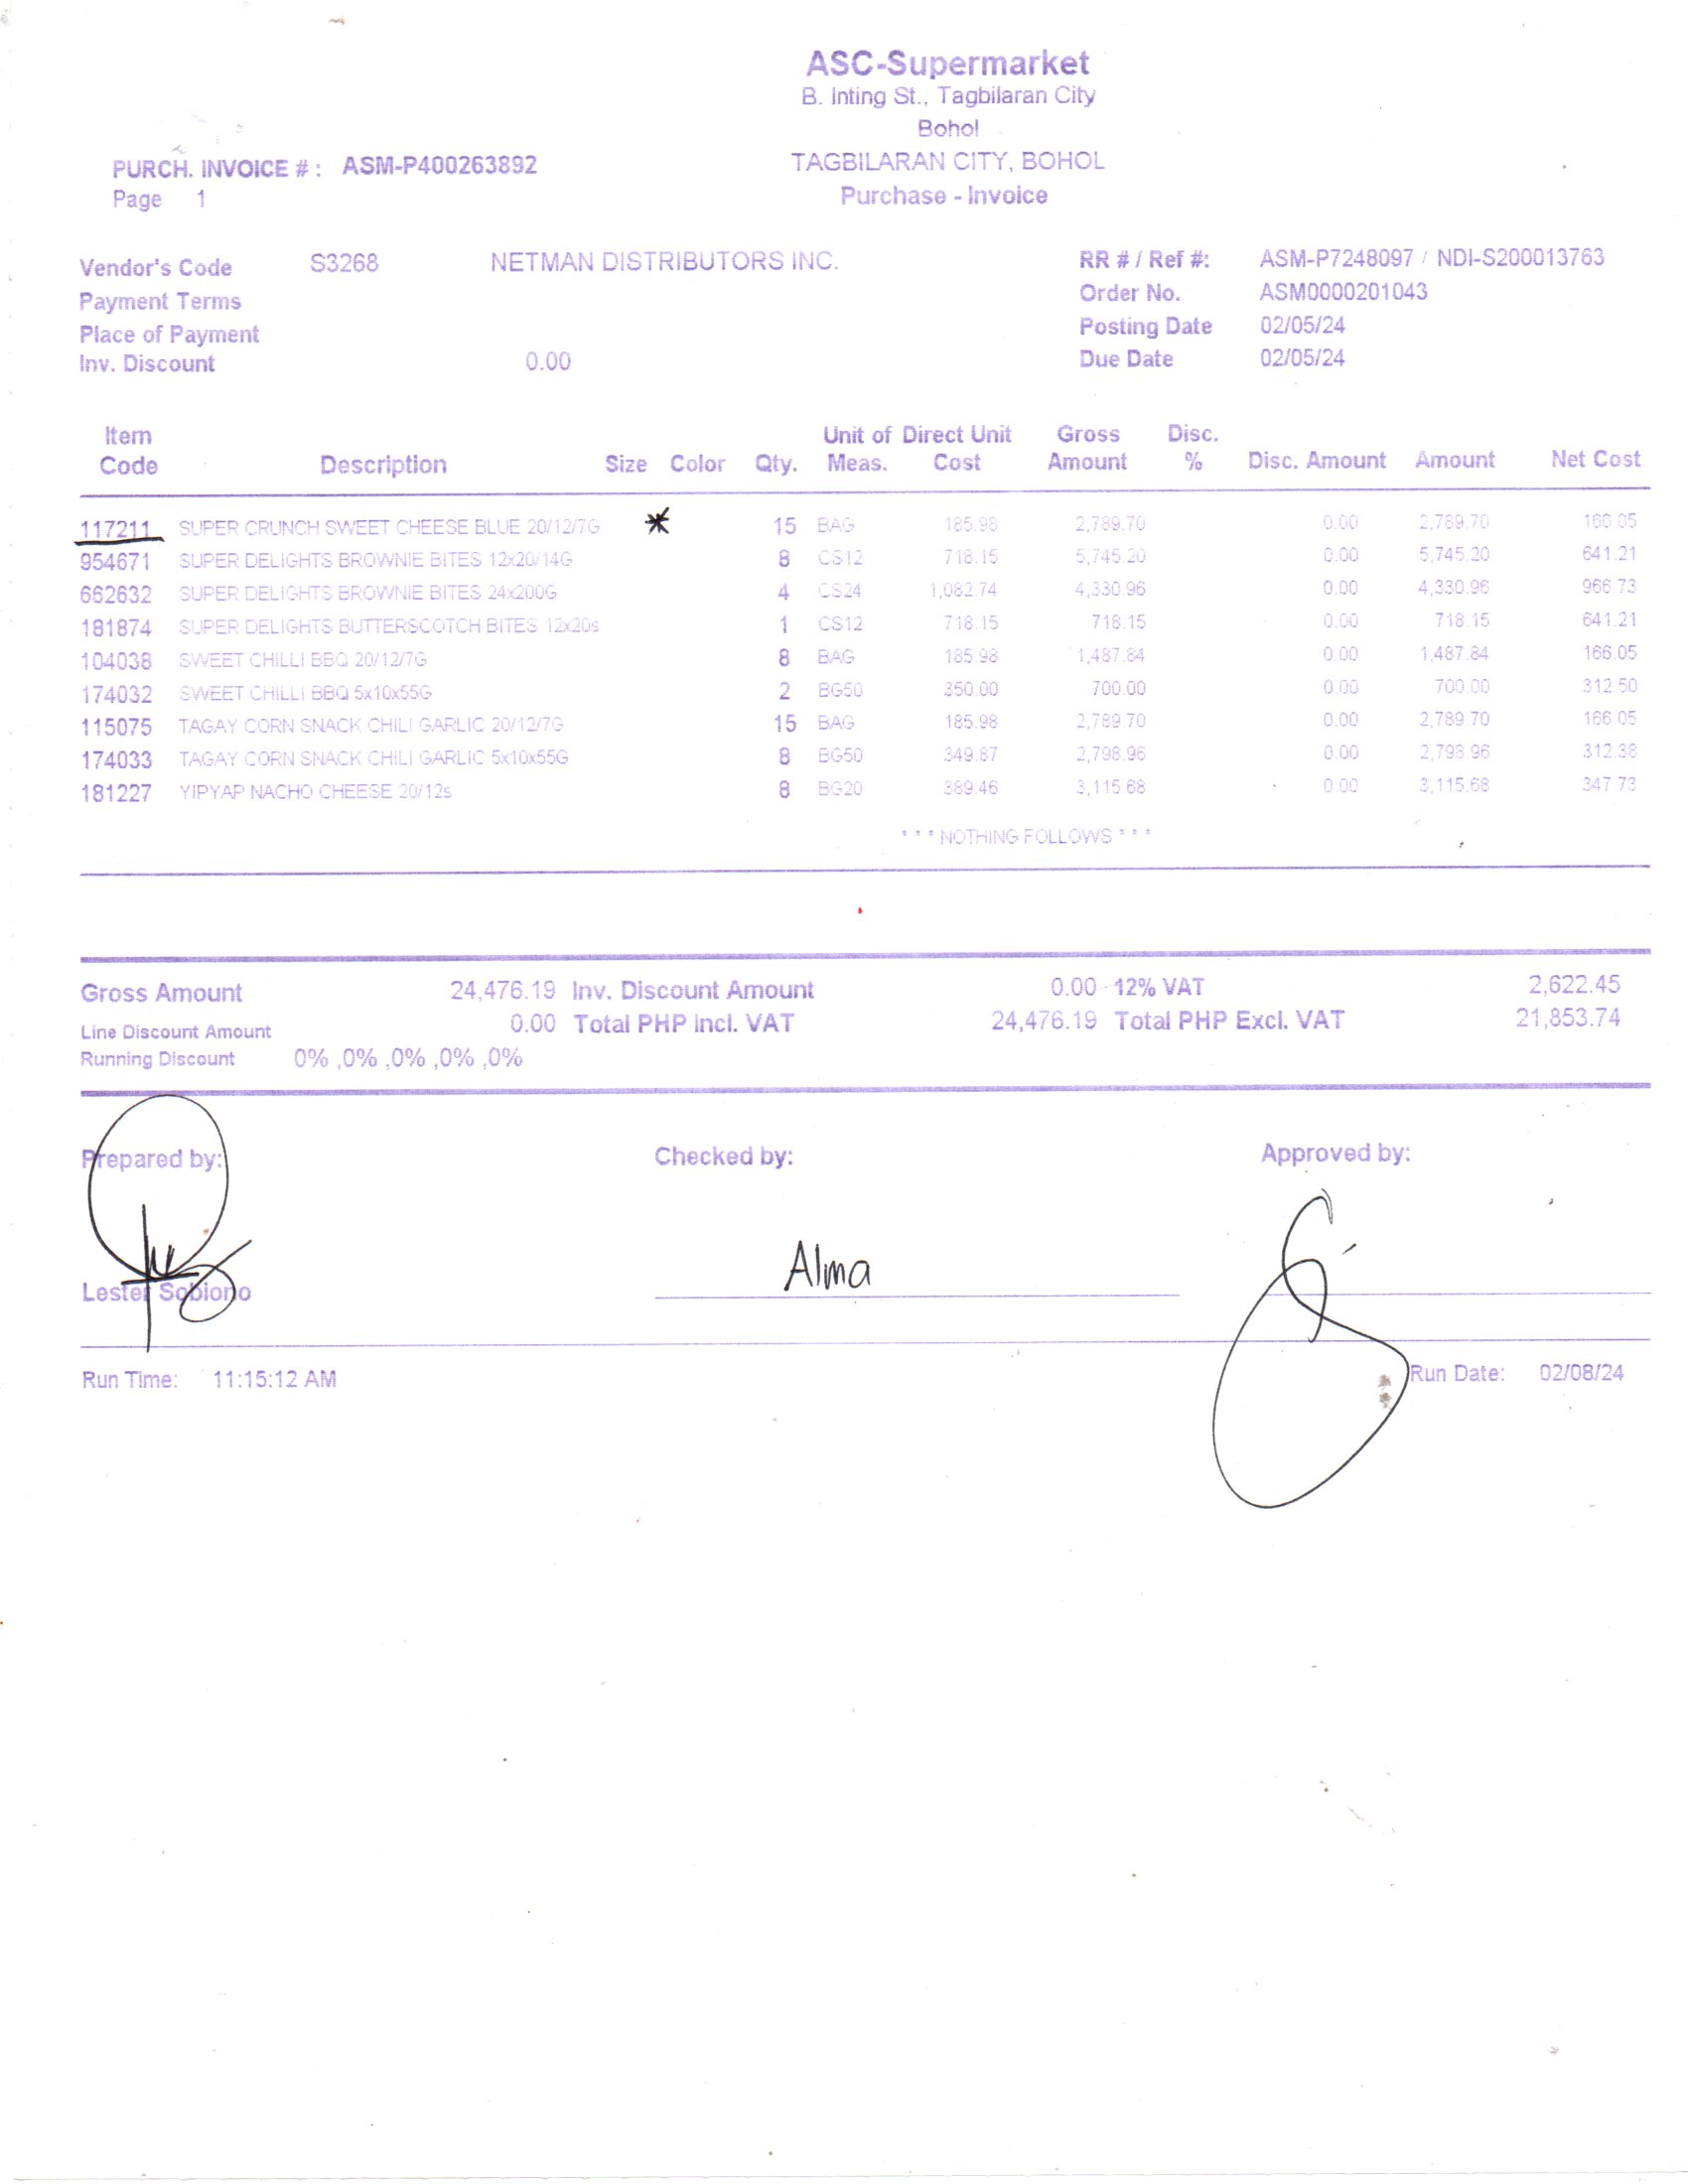 ASC-Supermarket
B. Inting St., Tagbilaran City
Bohol
TAGBILARAN CITY, BOHOL
Purchase - Invoice
PURCH. INVOICE # : ASM-P400263892
Page 1
Vendor's Code S3268 NETMAN DISTRIBUTORS INC.
Payment Terms
Place of Payment
Inv. Discount 0.00
RR # / Ref #: ASM-P7248097 / NDI-S200013763
Order No. ASM0000201043
Posting Date 02/05/24
Due Date 02/05/24
Item Code Description Size Color Qty. Unit of Meas. Direct Unit Cost Gross Amount Disc. % Disc. Amount Amount Net Cost
117211 SUPER CRUNCH SWEET CHEESE BLUE 20/12/7G * 15 BAG 185.98 2,789.70 0.00 2,789.70 166.05
954671 SUPER DELIGHTS BROWNIE BITES 12x20/14G 8 CS12 718.15 5,745.20 0.00 5,745.20 641.21
662632 SUPER DELIGHTS BROWNIE BITES 24x200G 4 CS24 1,082.74 4,330.96 0.00 4,330.96 966.73
181874 SUPER DELIGHTS BUTTERSCOTCH BITES 12x20s 1 CS12 718.15 718.15 0.00 718.15 641.21
104038 SWEET CHILLI BBQ 20/12/7G 8 BAG 185.98 1,487.84 0.00 1,487.84 166.05
174032 SWEET CHILLI BBQ 5x10x55G 2 BG50 350.00 700.00 0.00 700.00 312.50
115075 TAGAY CORN SNACK CHILI GARLIC 20/12/7G 15 BAG 185.98 2,789.70 0.00 2,789.70 166.05
174033 TAGAY CORN SNACK CHILI GARLIC 5x10x55G 8 BG50 349.87 2,798.96 0.00 2,798.96 312.38
181227 YIPYAP NACHO CHEESE 20/12s 8 BG20 389.46 3,115.68 0.00 3,115.68 347.73
* * * NOTHING FOLLOWS * * *
Gross Amount 24,476.19 Inv. Discount Amount 0.00 12% VAT 2,622.45
Line Discount Amount 0.00 Total PHP Incl. VAT 24,476.19 Total PHP Excl. VAT 21,853.74
Running Discount 0% ,0% ,0% ,0% ,0%
Prepared by: Checked by: Approved by:
Lester Sobiono Alma
Run Time: 11:15:12 AM Run Date: 02/08/24